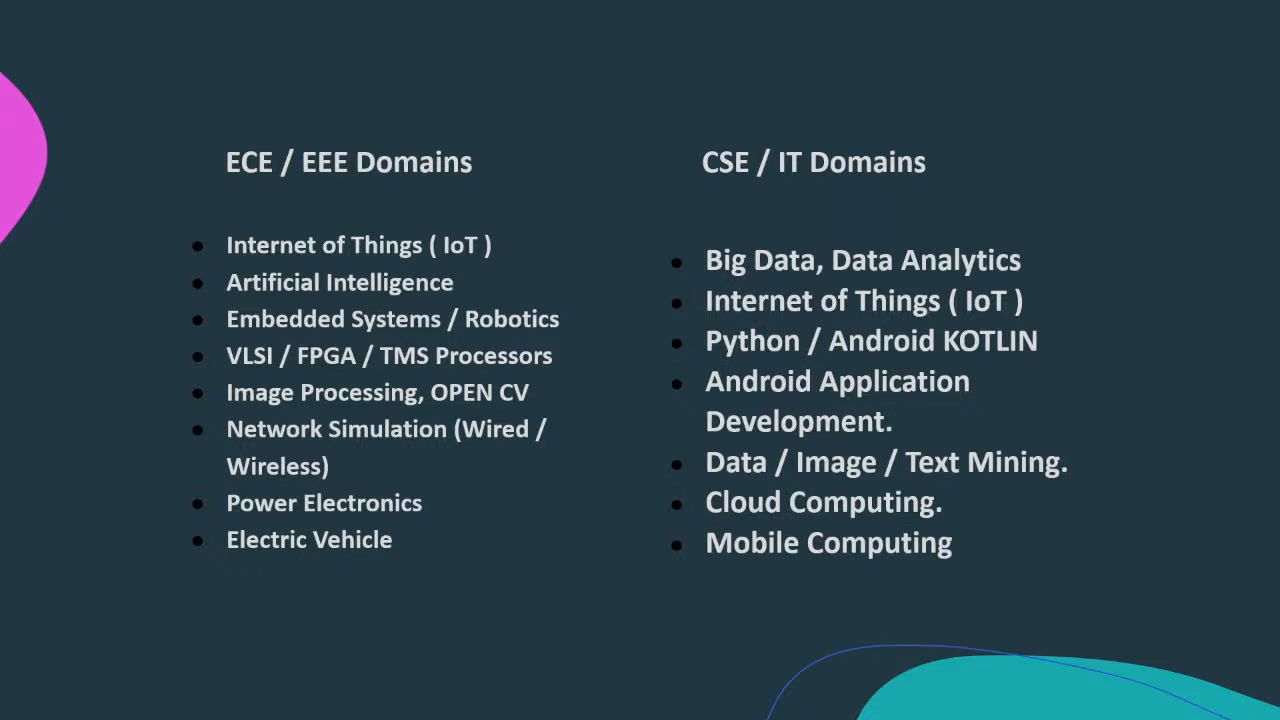 ECE / EEE Domains
Internet of Things ( IoT )
Artificial Intelligence
Embedded Systems / Robotics
VLSI / FPGA / TMS Processors
Image Processing, OPEN CV
Network Simulation (Wired /
Wireless)
Power Electronics
Electric Vehicle
CSE / IT Domains
Big Data, Data Analytics
Internet of Things ( IoT )
Python / Android KOTLIN
Android Application
Development.
Data / Image / Text Mining.
Cloud Computing.
Mobile Computing